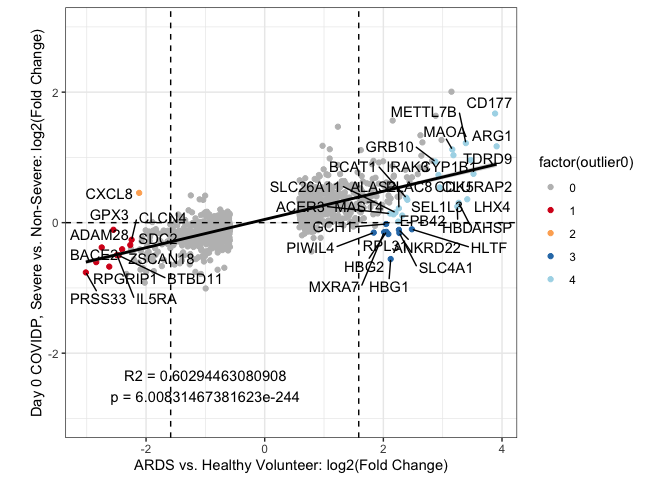 Day 0 COVIDP, Severe vs. Non-Severe: log2(Fold Change)
2
0
-2
CD177
METTL7B
MAOA
ARG1
GRB10
TDRD9
BCAT1
IRAK3
CYP1B1
SLC26A11
ALAS2
PLAC8
RAP2
ACER3
MAST4
SEL1L3
LHX4
GCH1
EPB42
HBDAHSP
PIWIL4
RPL3
ANKRD22
HLTF
HBG2
SLC4A1
MXRA7
HBG1
CXCL8
GPX3
CLCN4
ADAM28
SDC2
BACE2
ZSCAN18
RPGRIP1
BTBD11
PRSS33
IL5RA
R2 = 0.60294463080908
p = 6.00831467381623e-244
-2
0
2
4
ARDS vs. Healthy Volunteer: log2(Fold Change)
factor(outlier0)
0
1
2
3
4